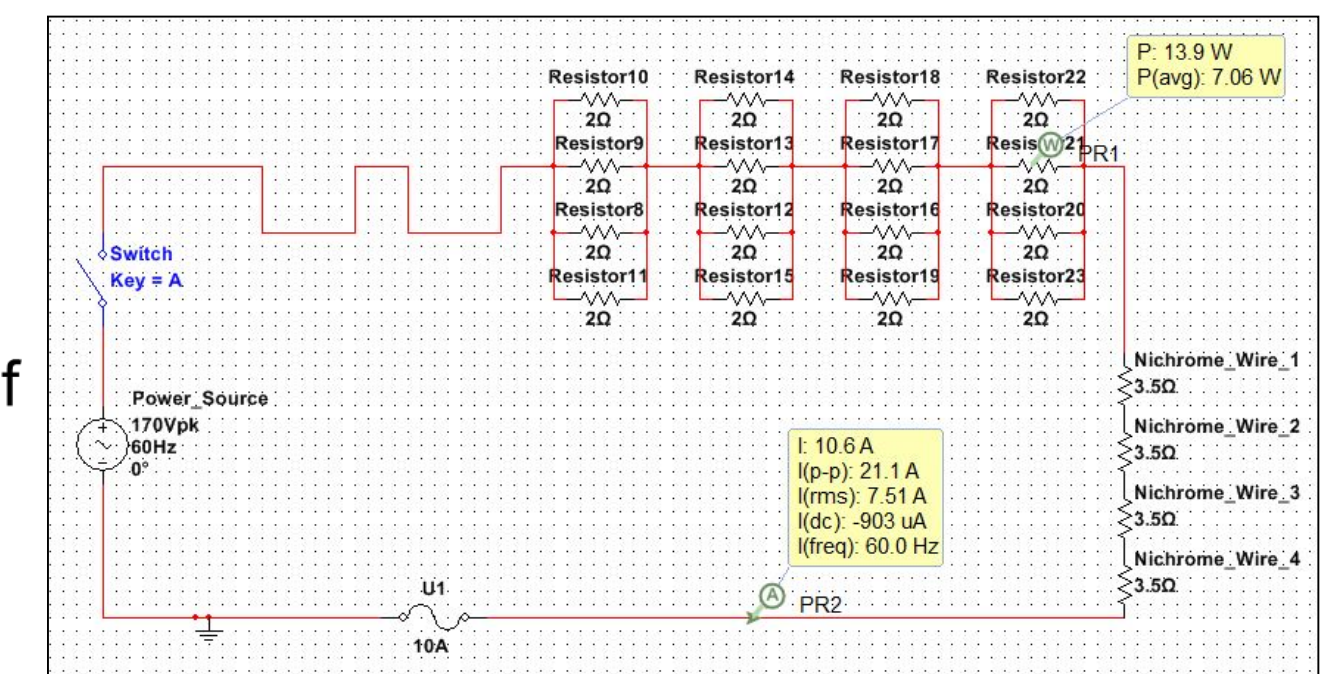 P: 13.9 W
P(avg): 7.06 W
Resistor10 Resistor14 Resistor18 Resistor22
2Ω 2Ω 2Ω 2Ω
Resistor9 Resistor13 Resistor17 Resis W 21 PR1
2Ω 2Ω 2Ω 2Ω
Resistor8 Resistor12 Resistor16 Resistor20
2Ω 2Ω 2Ω 2Ω
Resistor11 Resistor15 Resistor19 Resistor23
2Ω 2Ω 2Ω 2Ω
Switch
Key = A
f
Power_Source
170Vpk
60Hz
0°
Nichrome_Wire_1
3.5Ω
Nichrome_Wire_2
3.5Ω
Nichrome_Wire_3
3.5Ω
Nichrome_Wire_4
3.5Ω
I: 10.6 A
I(p-p): 21.1 A
I(rms): 7.51 A
I(dc): -903 uA
I(freq): 60.0 Hz
A PR2
U1
10A